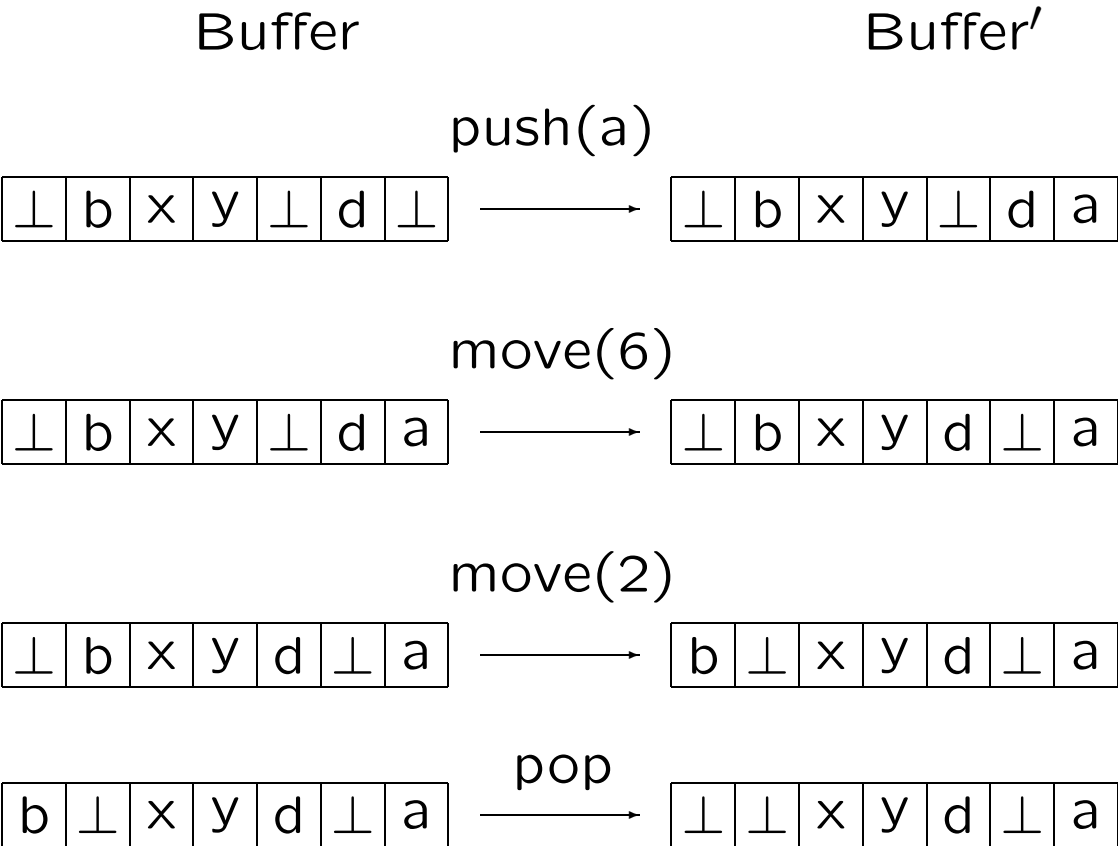 Buffer Buffer′
push(a)
⊥ b x y ⊥ d ⊥ ⊥ b x y ⊥ d a
move(6)
⊥ b x y ⊥ d a ⊥ b x y d ⊥ a
move(2)
⊥ b x y d ⊥ a b ⊥ x y d ⊥ a
pop
b ⊥ x y d ⊥ a ⊥ ⊥ x y d ⊥ a